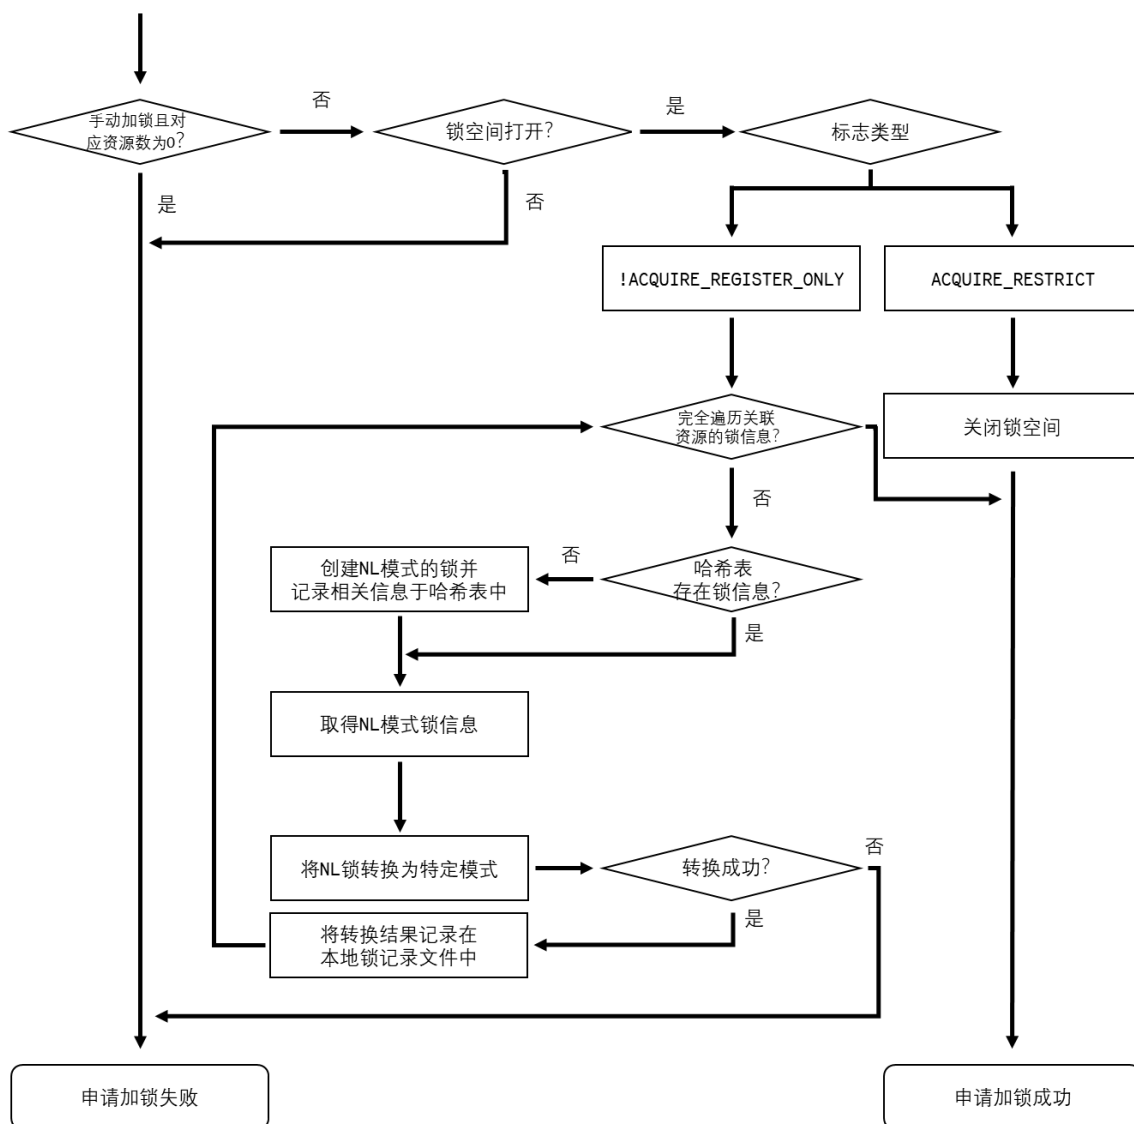 手动加锁且对
应资源数为0?
否
锁空间打开?
是
标志类型
是
否
!ACQUIRE_REGISTER_ONLY
ACQUIRE_RESTRICT
完全遍历关联
资源的锁信息?
关闭锁空间
否
哈希表
存在锁信息?
否
创建NL模式的锁并
记录相关信息于哈希表中
是
取得NL模式锁信息
将NL锁转换为特定模式
转换成功?
否
是
将转换结果记录在
本地锁记录文件中
申请加锁失败
申请加锁成功